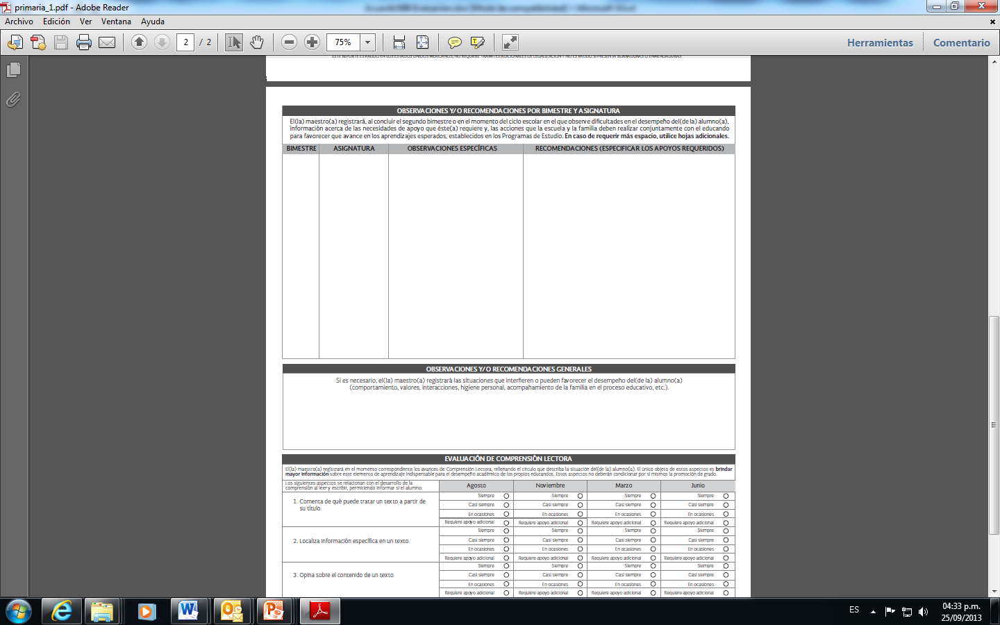 primaria_1.pdf - Adobe Reader
Archivo Edición Ver Ventana Ayuda
2 / 2 75% Herramientas Comentario
ESTE REPORTE ES VÁLIDO EN LOS ESTADOS UNIDOS MEXICANOS, NO REQUIERE TRÁMITES ADICIONALES DE LEGALIZACIÓN Y NO ES VÁLIDO SI PRESENTA BORRADURAS O ENMENDADURAS
OBSERVACIONES Y/O RECOMENDACIONES POR BIMESTRE Y ASIGNATURA
El(la) maestro(a) registrará, al concluir el segundo bimestre o en el momento del ciclo escolar en el que observe dificultades en el desempeño del(de la) alumno(a),
información acerca de las necesidades de apoyo que éste(a) requiere y, las acciones que la escuela y la familia deben realizar conjuntamente con el educando
para favorecer que avance en los aprendizajes esperados, establecidos en los Programas de Estudio. En caso de requerir más espacio, utilice hojas adicionales.
BIMESTRE ASIGNATURA OBSERVACIONES ESPECÍFICAS RECOMENDACIONES (ESPECIFICAR LOS APOYOS REQUERIDOS)
OBSERVACIONES Y/O RECOMENDACIONES GENERALES
Si es necesario, el(la) maestro(a) registrará las situaciones que interfieren o pueden favorecer el desempeño del(de la) alumno(a)
(comportamiento, valores, interacciones, higiene personal, acompañamiento de la familia en el proceso educativo, etc.).
EVALUACIÓN DE COMPRENSIÓN LECTORA
El(la) maestro(a) registrará en el momento correspondiente los avances de Comprensión Lectora, rellenando el círculo que describa la situación del(de la) alumno(a). El único objeto de estos aspectos es brindar
mayor información sobre este elemento de aprendizaje indispensable para el desempeño académico de los propios educandos. Estos aspectos no deberán condicionar por sí mismos la promoción de grado.
Los siguientes aspectos se relacionan con el desarrollo de la
comprensión al leer y escribir, permitiendo informar si el alumno:
Agosto Noviembre Marzo Junio
1. Comenta de qué puede tratar un texto a partir de
su título.
Siempre Siempre Siempre Siempre
Casi siempre Casi siempre Casi siempre Casi siempre
En ocasiones En ocasiones En ocasiones En ocasiones
Requiere apoyo adicional Requiere apoyo adicional Requiere apoyo adicional Requiere apoyo adicional
2. Localiza información específica en un texto.
Siempre Siempre Siempre Siempre
Casi siempre Casi siempre Casi siempre Casi siempre
En ocasiones En ocasiones En ocasiones En ocasiones
Requiere apoyo adicional Requiere apoyo adicional Requiere apoyo adicional Requiere apoyo adicional
3. Opina sobre el contenido de un texto.
Siempre Siempre Siempre Siempre
Casi siempre Casi siempre Casi siempre Casi siempre
En ocasiones En ocasiones En ocasiones En ocasiones
Requiere apoyo adicional Requiere apoyo adicional Requiere apoyo adicional Requiere apoyo adicional
ES
04:33 p.m.
25/09/2013